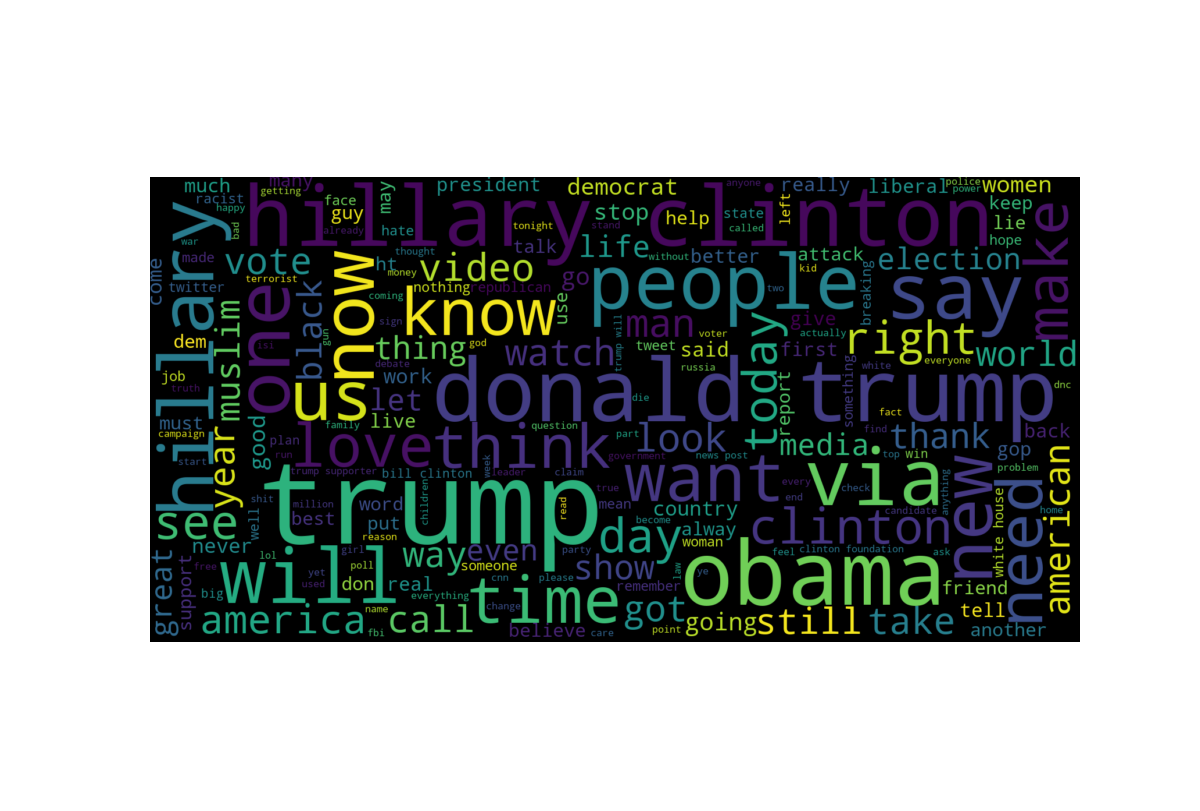 much
many
president
democrat
anyone
really
liberal
police
women
racist
getting
face
may
hillary clinton
power
keep
happy
guy
hate
stop
help
state
left
lie
make
bad
already
tonight
stand
called
hope
war
made
vote
thought
talk
life
without
better
attack
election
come
twitter
terrorist
now
ht
money
video
go
people
kid
breaking
say
hillary
one
black
coming
nothing
republican
use
two
know
man
today
give
actually
right
dem
muslim
isi
gun
sign
us
thing
god
debate
watch
trump will
tweet
voter
said
first
something
white
everyone
world
job
truth
work
let
donald trump
russia
die
report
fact
dnc
must
campaign
year
good
family
live
question
part
look
find
thank
back
start
plan
run
love
think
news post
media
top
win
gop
problem
trump supporter
bill clinton
week
leader
claim
government
true
want
every
end
check
via
anything
new
need
american
see
well
shit
million
best
trump
word
put
children
read
mean
country
clinton
candidate
white house
home
never
reason
become
day
alway
woman
great
support
lol
free
girl
yet
used
will
poll
don
way
real
even
someone
cnn
party
please
show
remember
law
feel
clinton foundation
ye
obama
ask
friend
big
america
name
fbi
call
everything
change
time
believe
care
got
point
going
still
take
tell
another